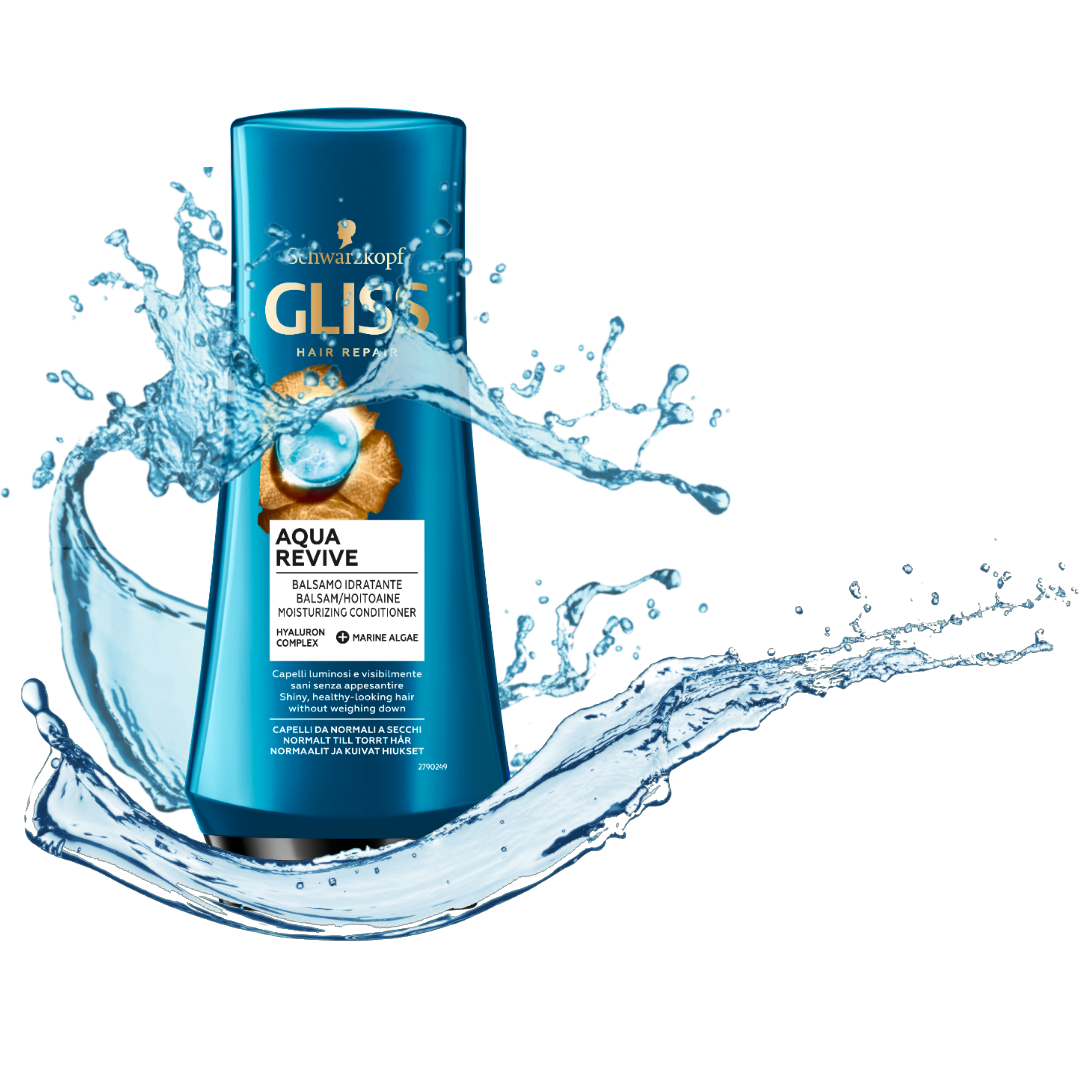 Schwarzkopf
GLISS
HAIR REPAIR
AQUA
REVIVE
BALSAMO IDRATANTE
BALSAM/HOITOAINE
MOISTURIZING CONDITIONER
HYALURON
COMPLEX
+ MARINE ALGAE
Capelli luminosi e visibilmente
sani senza appesantire
Shiny, healthy-looking hair
without weighing down
CAPELLI DA NORMALI A SECCHI
NORMALT TILL TORRT HÅR
NORMAALIT JA KUIVAT HIUKSET
2790249